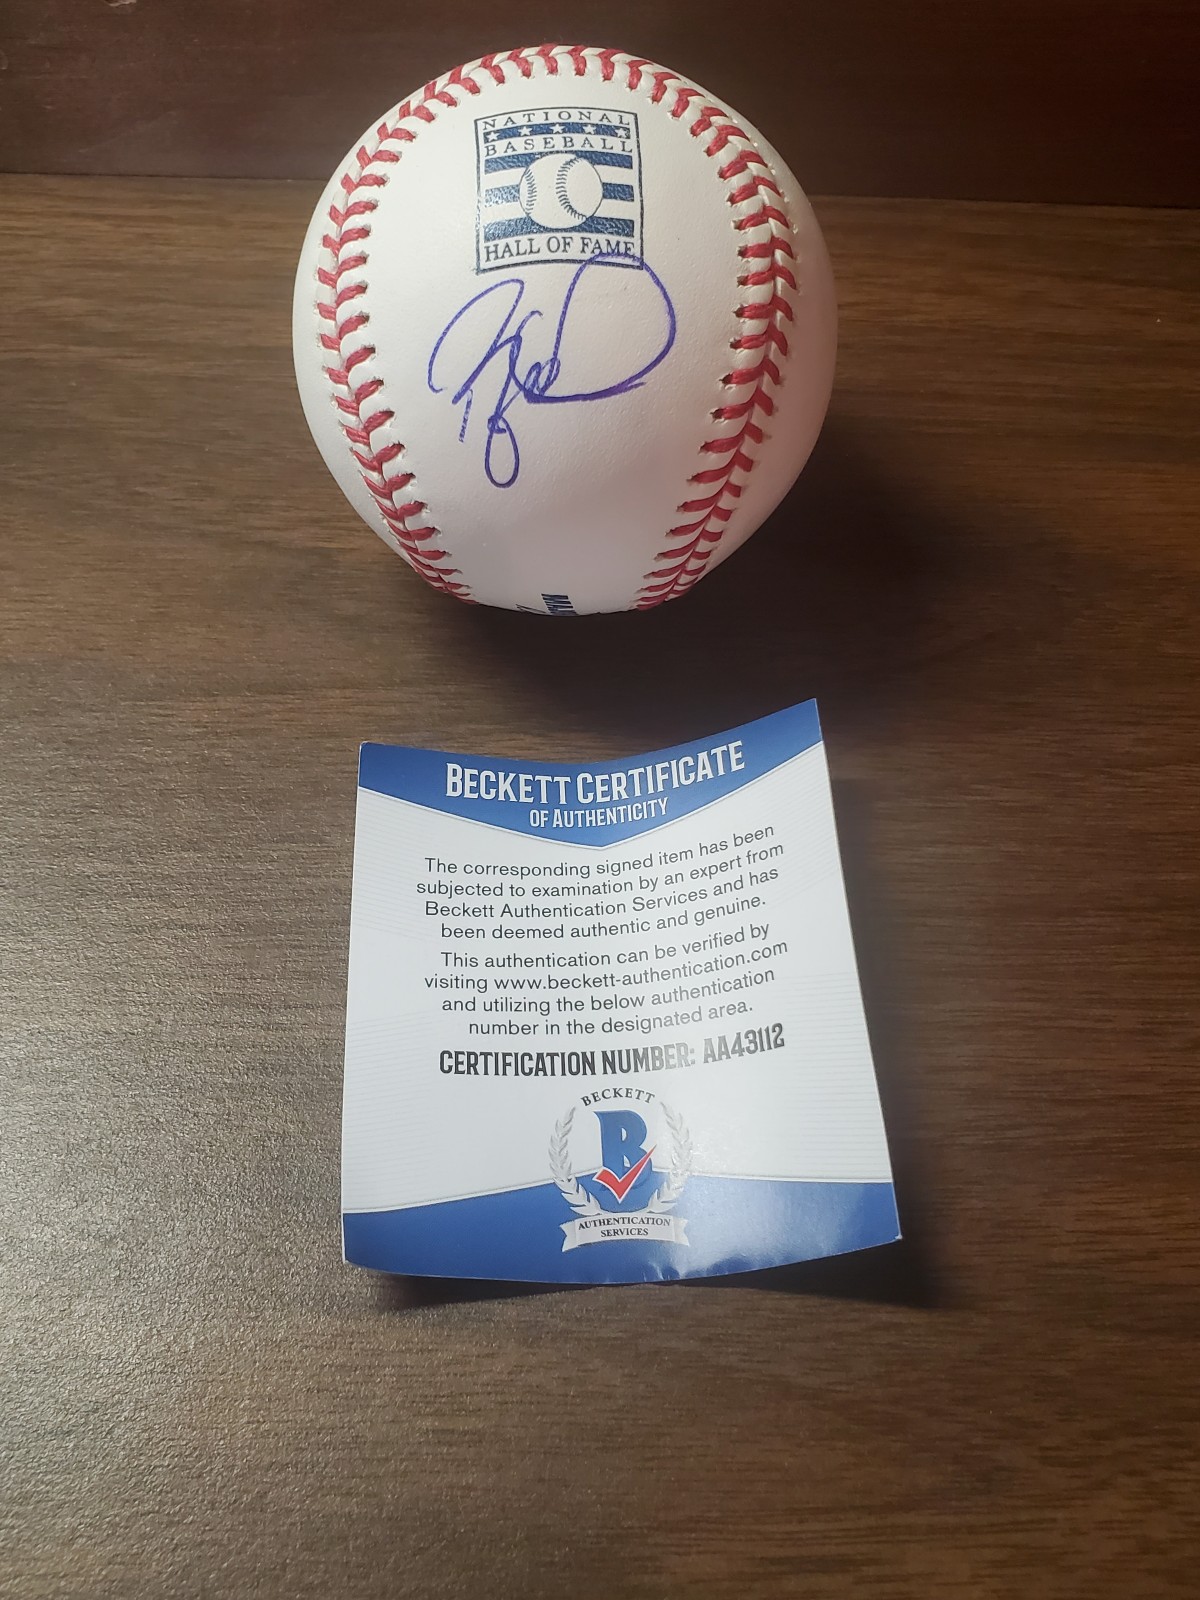 NATIONAL
BASEBALL
HALL OF FAME
BECKETT CERTIFICATE
OF AUTHENTICITY
The corresponding signed item has been
subjected to examination by an expert from
Beckett Authentication Services and has
been deemed authentic and genuine.
This authentication can be verified by
visiting www.beckett-authentication.com
and utilizing the below authentication
number in the designated area.
CERTIFICATION NUMBER: AA43112
BECKETT
B
AUTHENTICATION
SERVICES